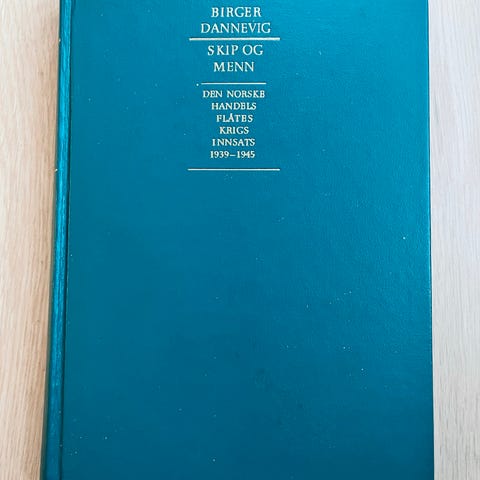 BIRGER
DANNEVIG
SKIP OG
MENN
DEN NORSKE
HANDELS
FLÅTES
KRIGS
INNSATS
1939–1945